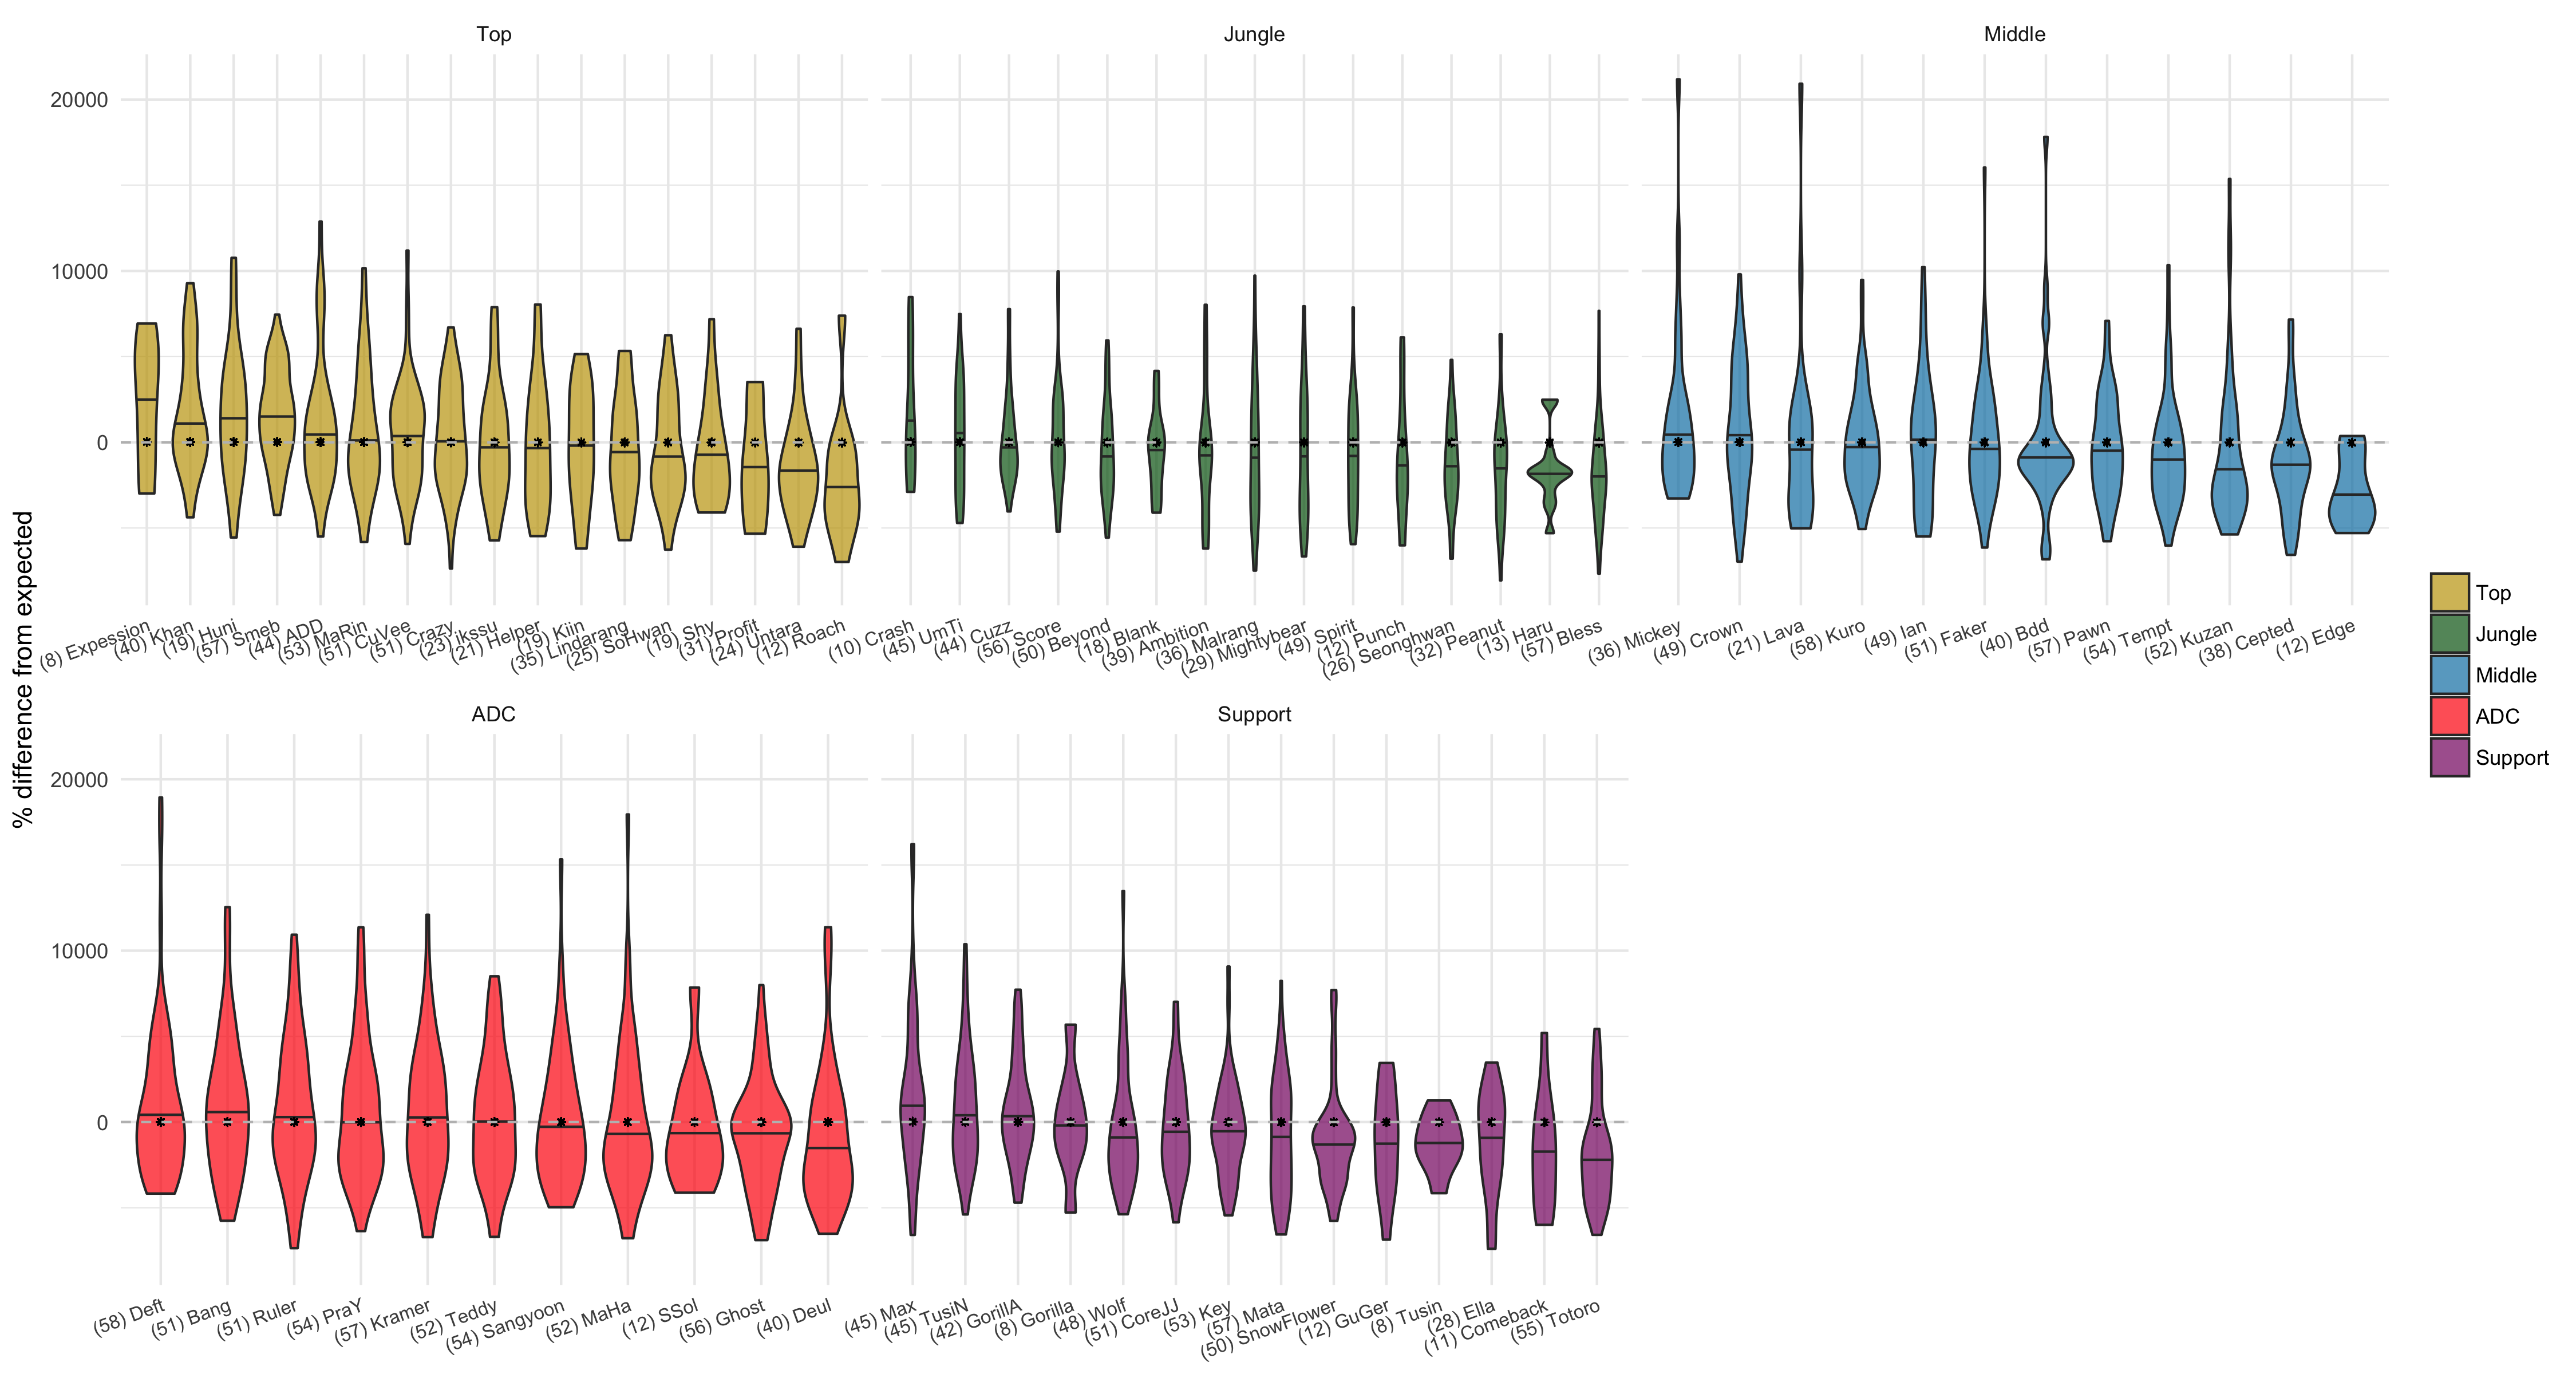 Top
Jungle
Middle
20000
10000
0
% difference from expected
(8) Expession
(40) Khan
(19) Huni
(57) Smeb
(44) ADD
(53) MaRin
(51) CuVee
(51) Crazy
(23) ikssu
(21) Helper
(19) Kiin
(35) Lindarang
(25) SoHwan
(19) Shy
(31) Profit
(24) Untara
(12) Roach
(10) Crash
(45) UmTi
(44) Cuzz
(56) Score
(50) Beyond
(18) Blank
(39) Ambition
(36) Malrang
(29) Mightybear
(49) Spirit
(12) Punch
(26) Seonghwan
(32) Peanut
(13) Haru
(57) Bless
(36) Mickey
(49) Crown
(21) Lava
(58) Kuro
(49) Ian
(51) Faker
(40) Bdd
(57) Pawn
(54) Tempt
(52) Kuzan
(38) Cepted
(12) Edge
Top
Jungle
Middle
ADC
Support
ADC
Support
20000
10000
0
(58) Deft
(51) Bang
(51) Ruler
(54) PraY
(57) Kramer
(52) Teddy
(54) Sangyoon
(52) MaHa
(12) SSol
(56) Ghost
(40) Deul
(45) Max
(45) TusiN
(42) GorillA
(8) Gorilla
(48) Wolf
(51) CoreJJ
(53) Key
(57) Mata
(50) SnowFlower
(12) GuGer
(8) Tusin
(28) Ella
(11) Comeback
(55) Totoro